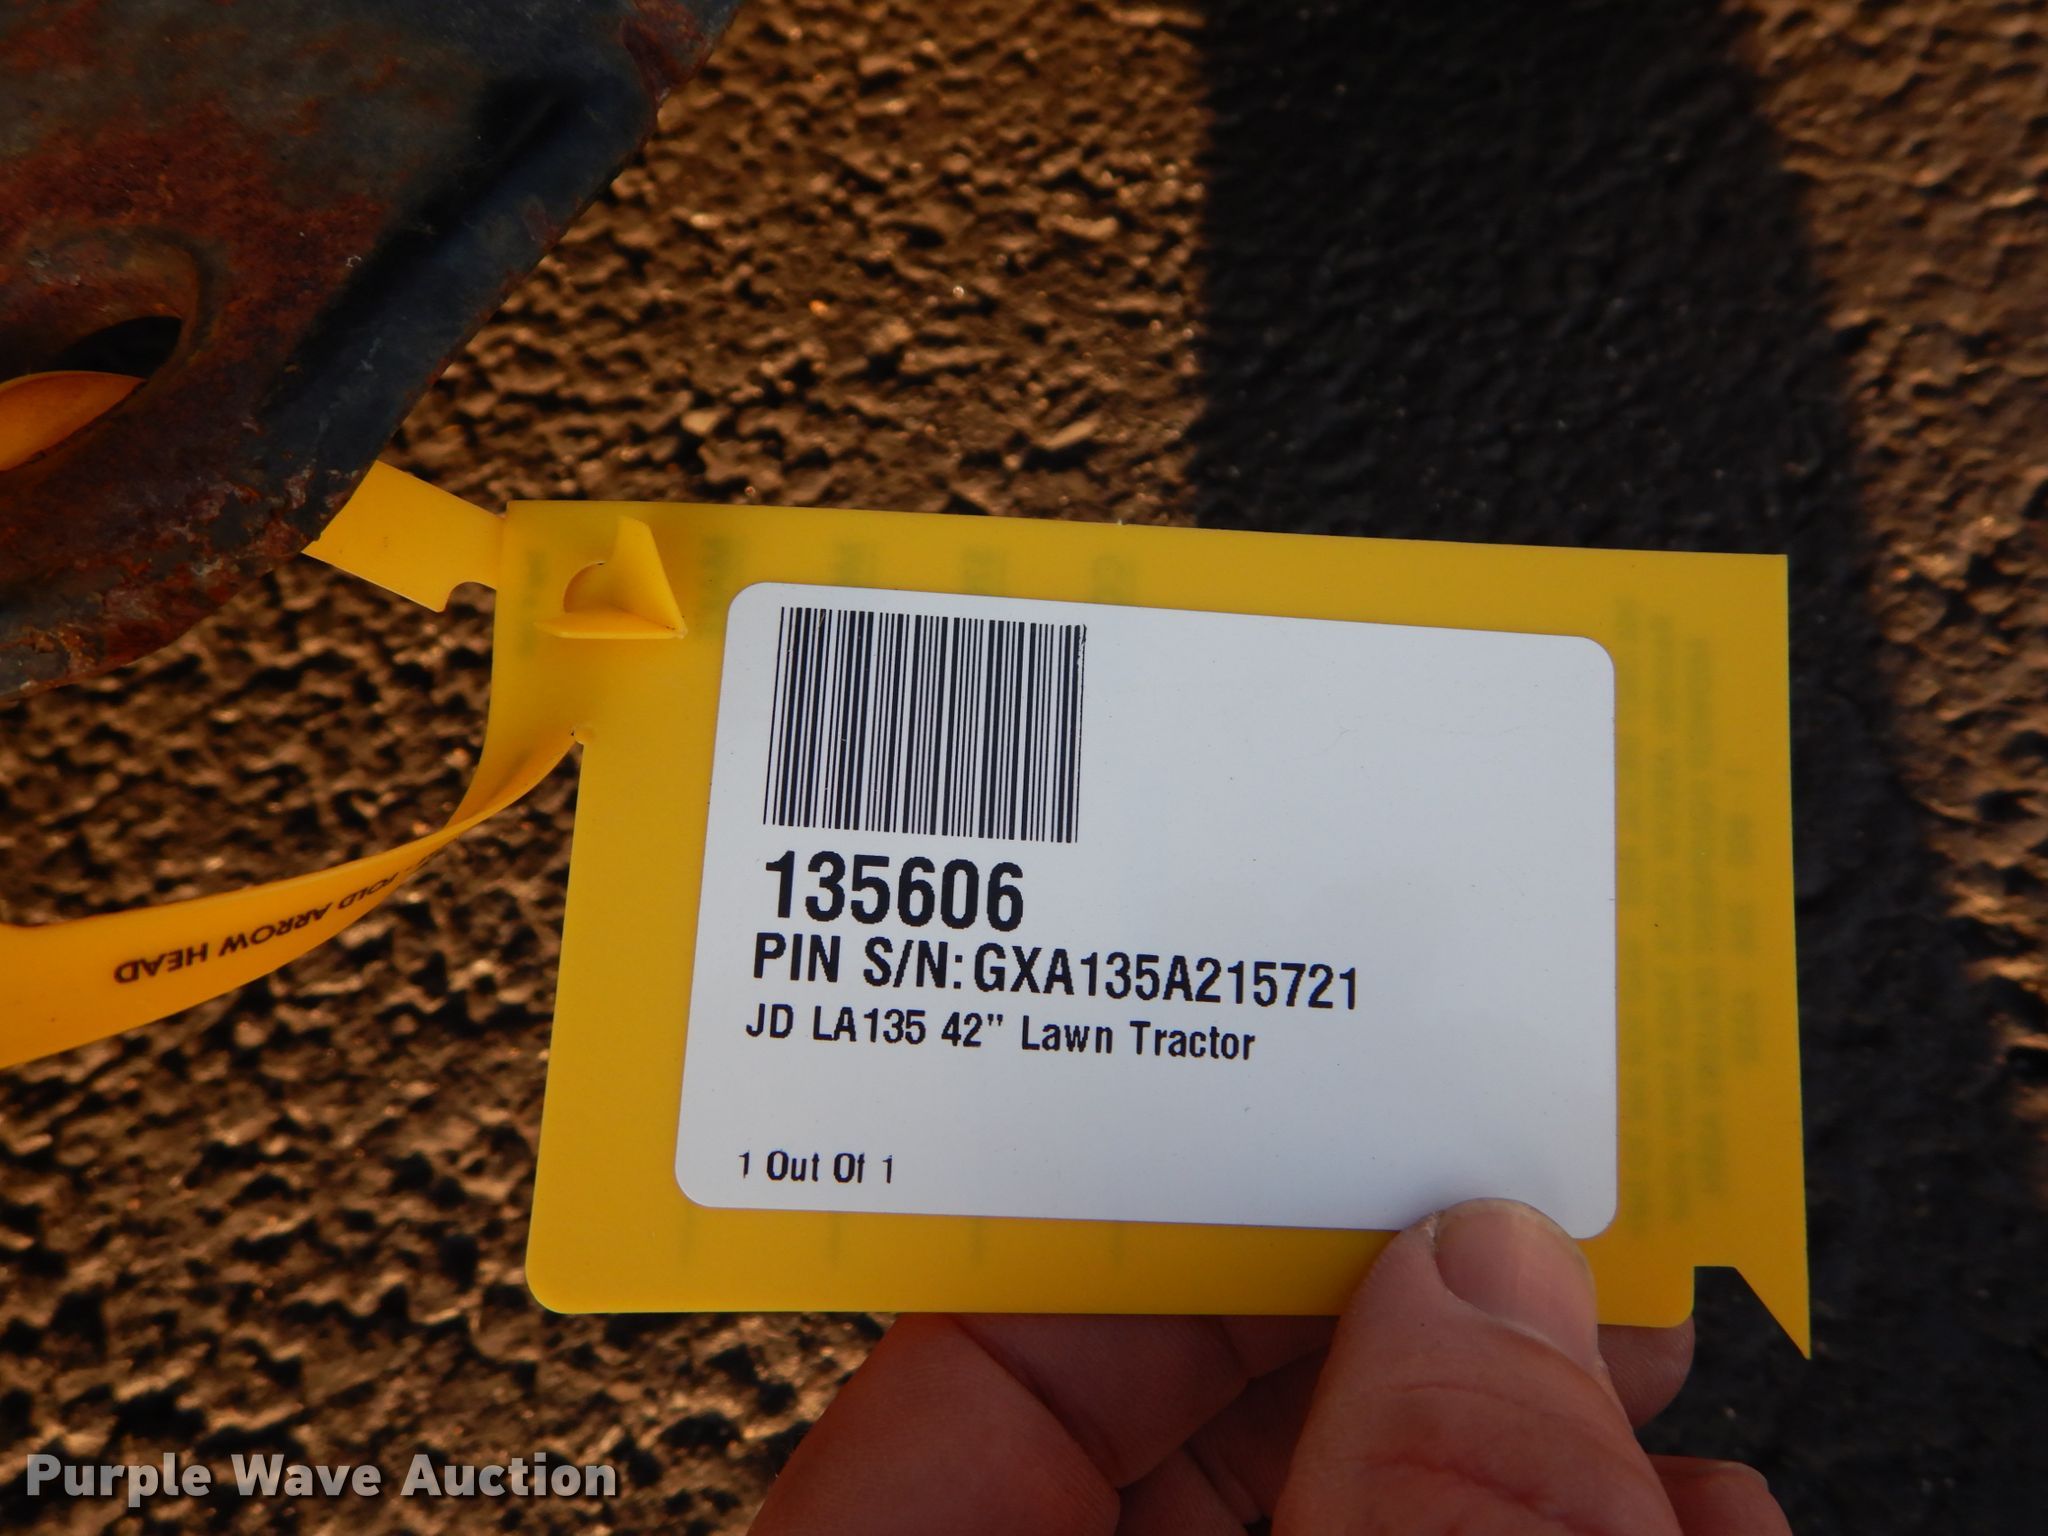 135606
PIN S/N:GXA135A215721
JD LA135 42" Lawn Tractor
1 Out Of 1
FOLD ARROW HEAD
Purple Wave Auction